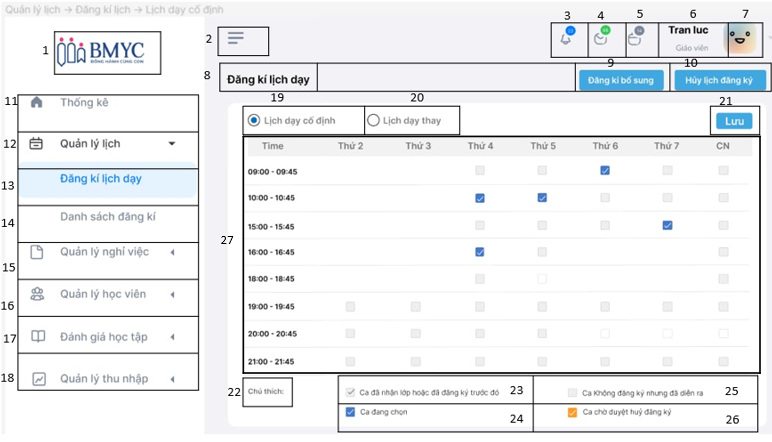 Quản lý lịch → Đăng kí lịch → Lịch dạy cố định
1
BMYC
ĐỒNG HÀNH CÙNG CON
2
3
4
5
6
7
Tran luc
Giáo viên
8
Đăng kí lịch dạy
9
Đăng kí bổ sung
10
Hủy lịch đăng ký
11
Thống kê
12
Quản lý lịch
13
Đăng kí lịch dạy
14
Danh sách đăng kí
15
Quản lý nghỉ việc
16
Quản lý học viên
17
Đánh giá học tập
18
Quản lý thu nhập
19
20
21
Lịch dạy cố định
Lịch dạy thay
Lưu
Time Thứ 2 Thứ 3 Thứ 4 Thứ 5 Thứ 6 Thứ 7 CN
09:00 - 09:45
10:00 - 10:45
15:00 - 15:45
27
16:00 - 16:45
18:00 - 18:45
19:00 - 19:45
20:00 - 20:45
21:00 - 21:45
22
Chú thích:
Ca đã nhận lớp hoặc đã đăng ký trước đó
23
Ca Không đăng ký nhưng đã diễn ra
25
Ca đang chọn
24
Ca chờ duyệt huỷ đăng ký
26